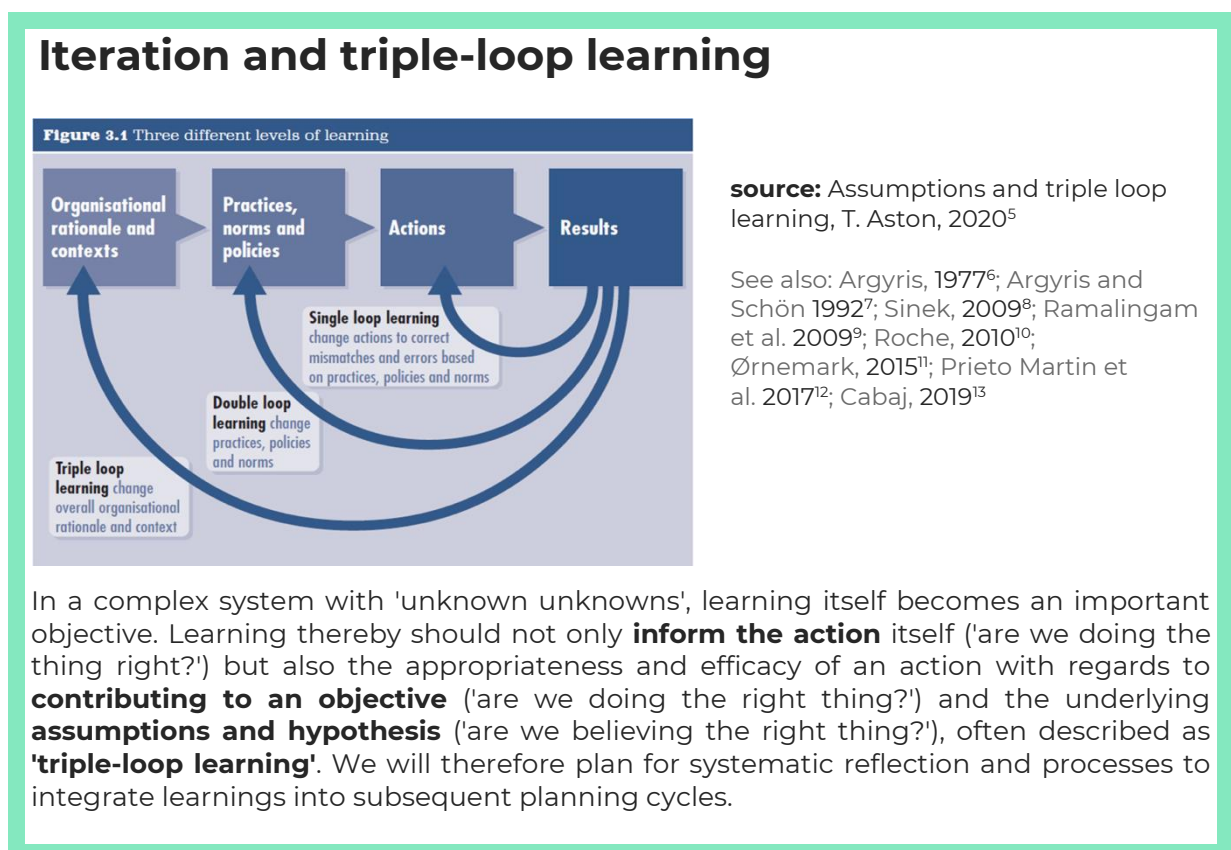 Iteration and triple-loop learning
Figure 3.1 Three different levels of learning
Organisational
rationale and
contexts
Practices,
norms and
policies
Actions
Results
Single loop learning
change actions to correct
mismatches and errors based
on practices, policies and norms
Double loop
learning change
practices, policies
and norms
Triple loop
learning change
overall organisational
rationale and context
source: Assumptions and triple loop
learning, T. Aston, 2020⁵
See also: Argyris, 1977⁶; Argyris and
Schön 1992⁷; Sinek, 2009⁸; Ramalingam
et al. 2009⁹; Roche, 2010¹⁰;
Ørnemark, 2015¹¹; Prieto Martin et
al. 2017¹²; Cabaj, 2019¹³
In a complex system with 'unknown unknowns', learning itself becomes an important
objective. Learning thereby should not only inform the action itself ('are we doing the
thing right?') but also the appropriateness and efficacy of an action with regards to
contributing to an objective ('are we doing the right thing?') and the underlying
assumptions and hypothesis ('are we believing the right thing?'), often described as
'triple-loop learning'. We will therefore plan for systematic reflection and processes to
integrate learnings into subsequent planning cycles.